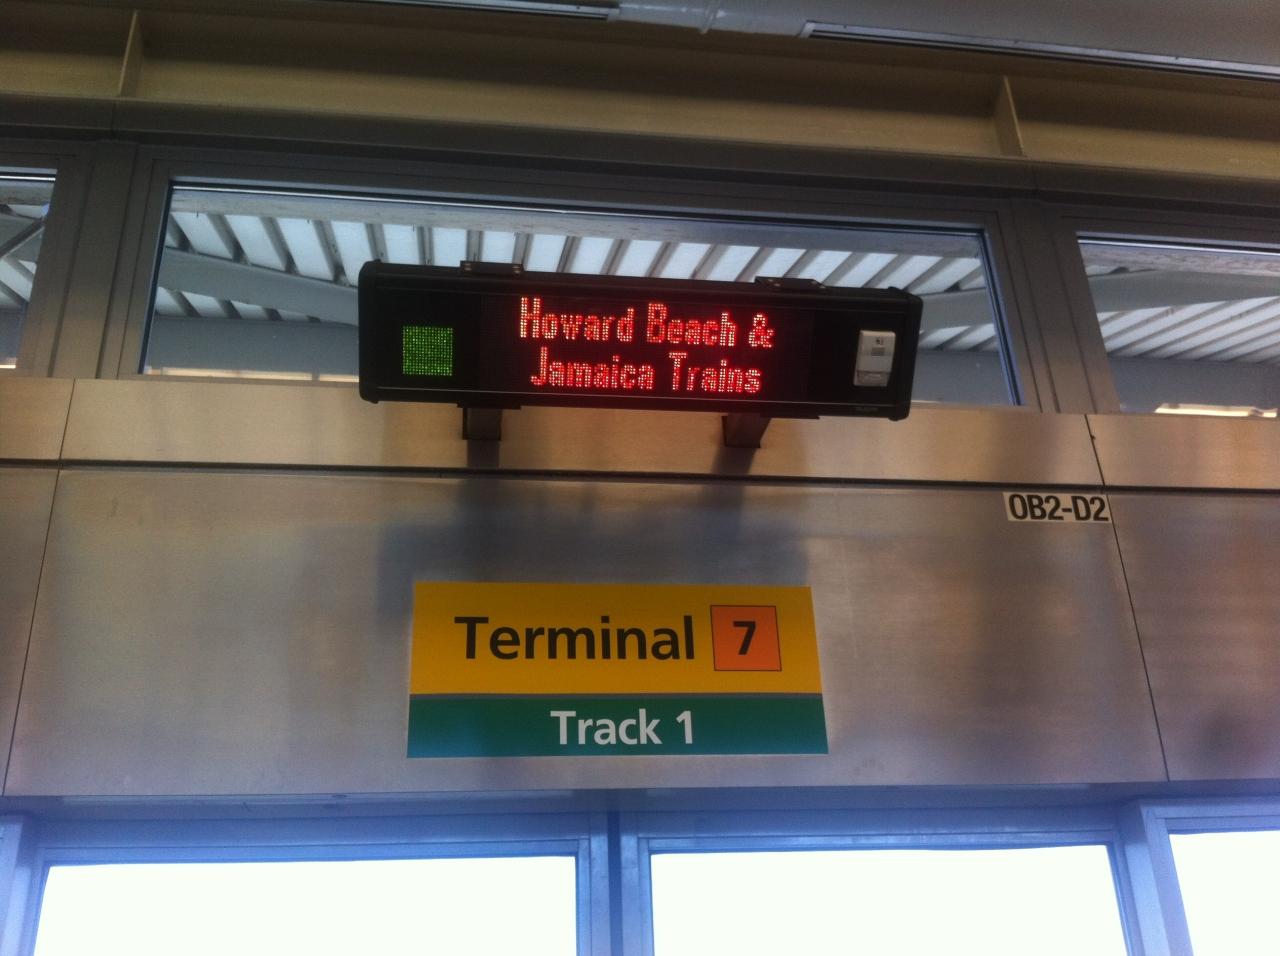 Howard Beach &
Jamaica Trains
OB2-D2
Terminal 7
Track 1